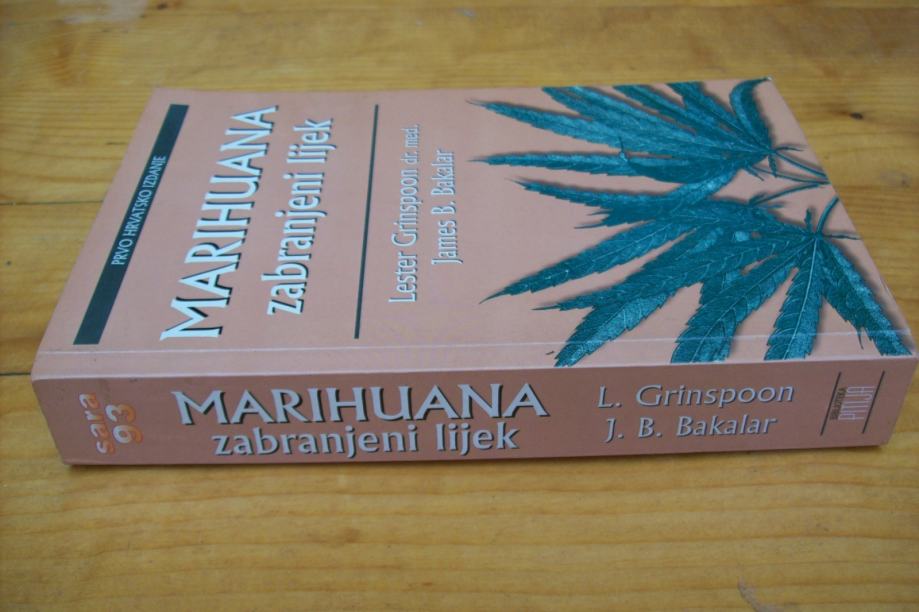 PRVO HRVATSKO IZDANJE
MARIHUANA
zabranjeni lijek
Lester Grinspoon dr. med.
James B. Bakalar
sara
93
MARIHUANA
zabranjeni lijek
L. Grinspoon
J. B. Bakalar
BIBLIOTEKA